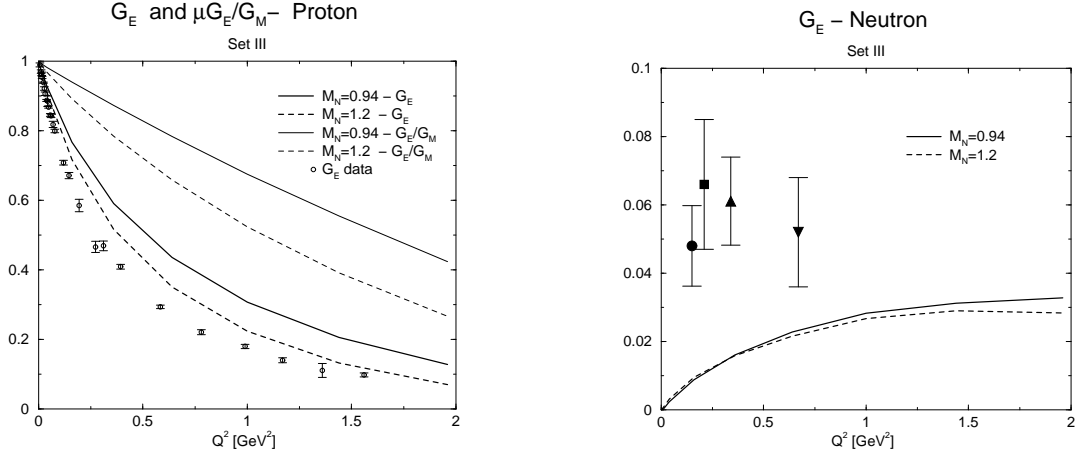 G_E and μG_E/G_M– Proton
Set III
1
0.8
0.6
0.4
0.2
0
0
0.5
1
1.5
2
M_N=0.94 – G_E
M_N=1.2 – G_E
M_N=0.94 – G_E/G_M
M_N=1.2 – G_E/G_M
G_E data
Q^2 [GeV^2]
G_E – Neutron
Set III
0.1
0.08
0.06
0.04
0.02
0.00
0
0.5
1
1.5
2
M_N=0.94
M_N=1.2
Q^2 [GeV^2]